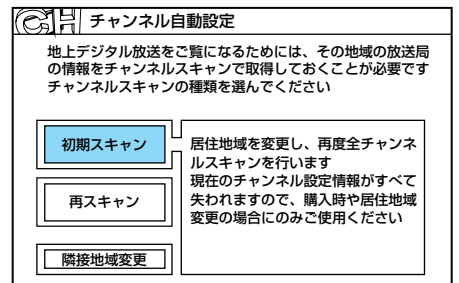 CH チャンネル自動設定
地上デジタル放送をご覧になるためには、その地域の放送局
の情報をチャンネルスキャンで取得しておくことが必要です
チャンネルスキャンの種類を選んでください
初期スキャン
居住地域を変更し、再度全チャンネ
ルスキャンを行います
現在のチャンネル設定情報がすべて
失われますので、購入時や居住地域
変更の場合にのみご使用ください
再スキャン
隣接地域変更